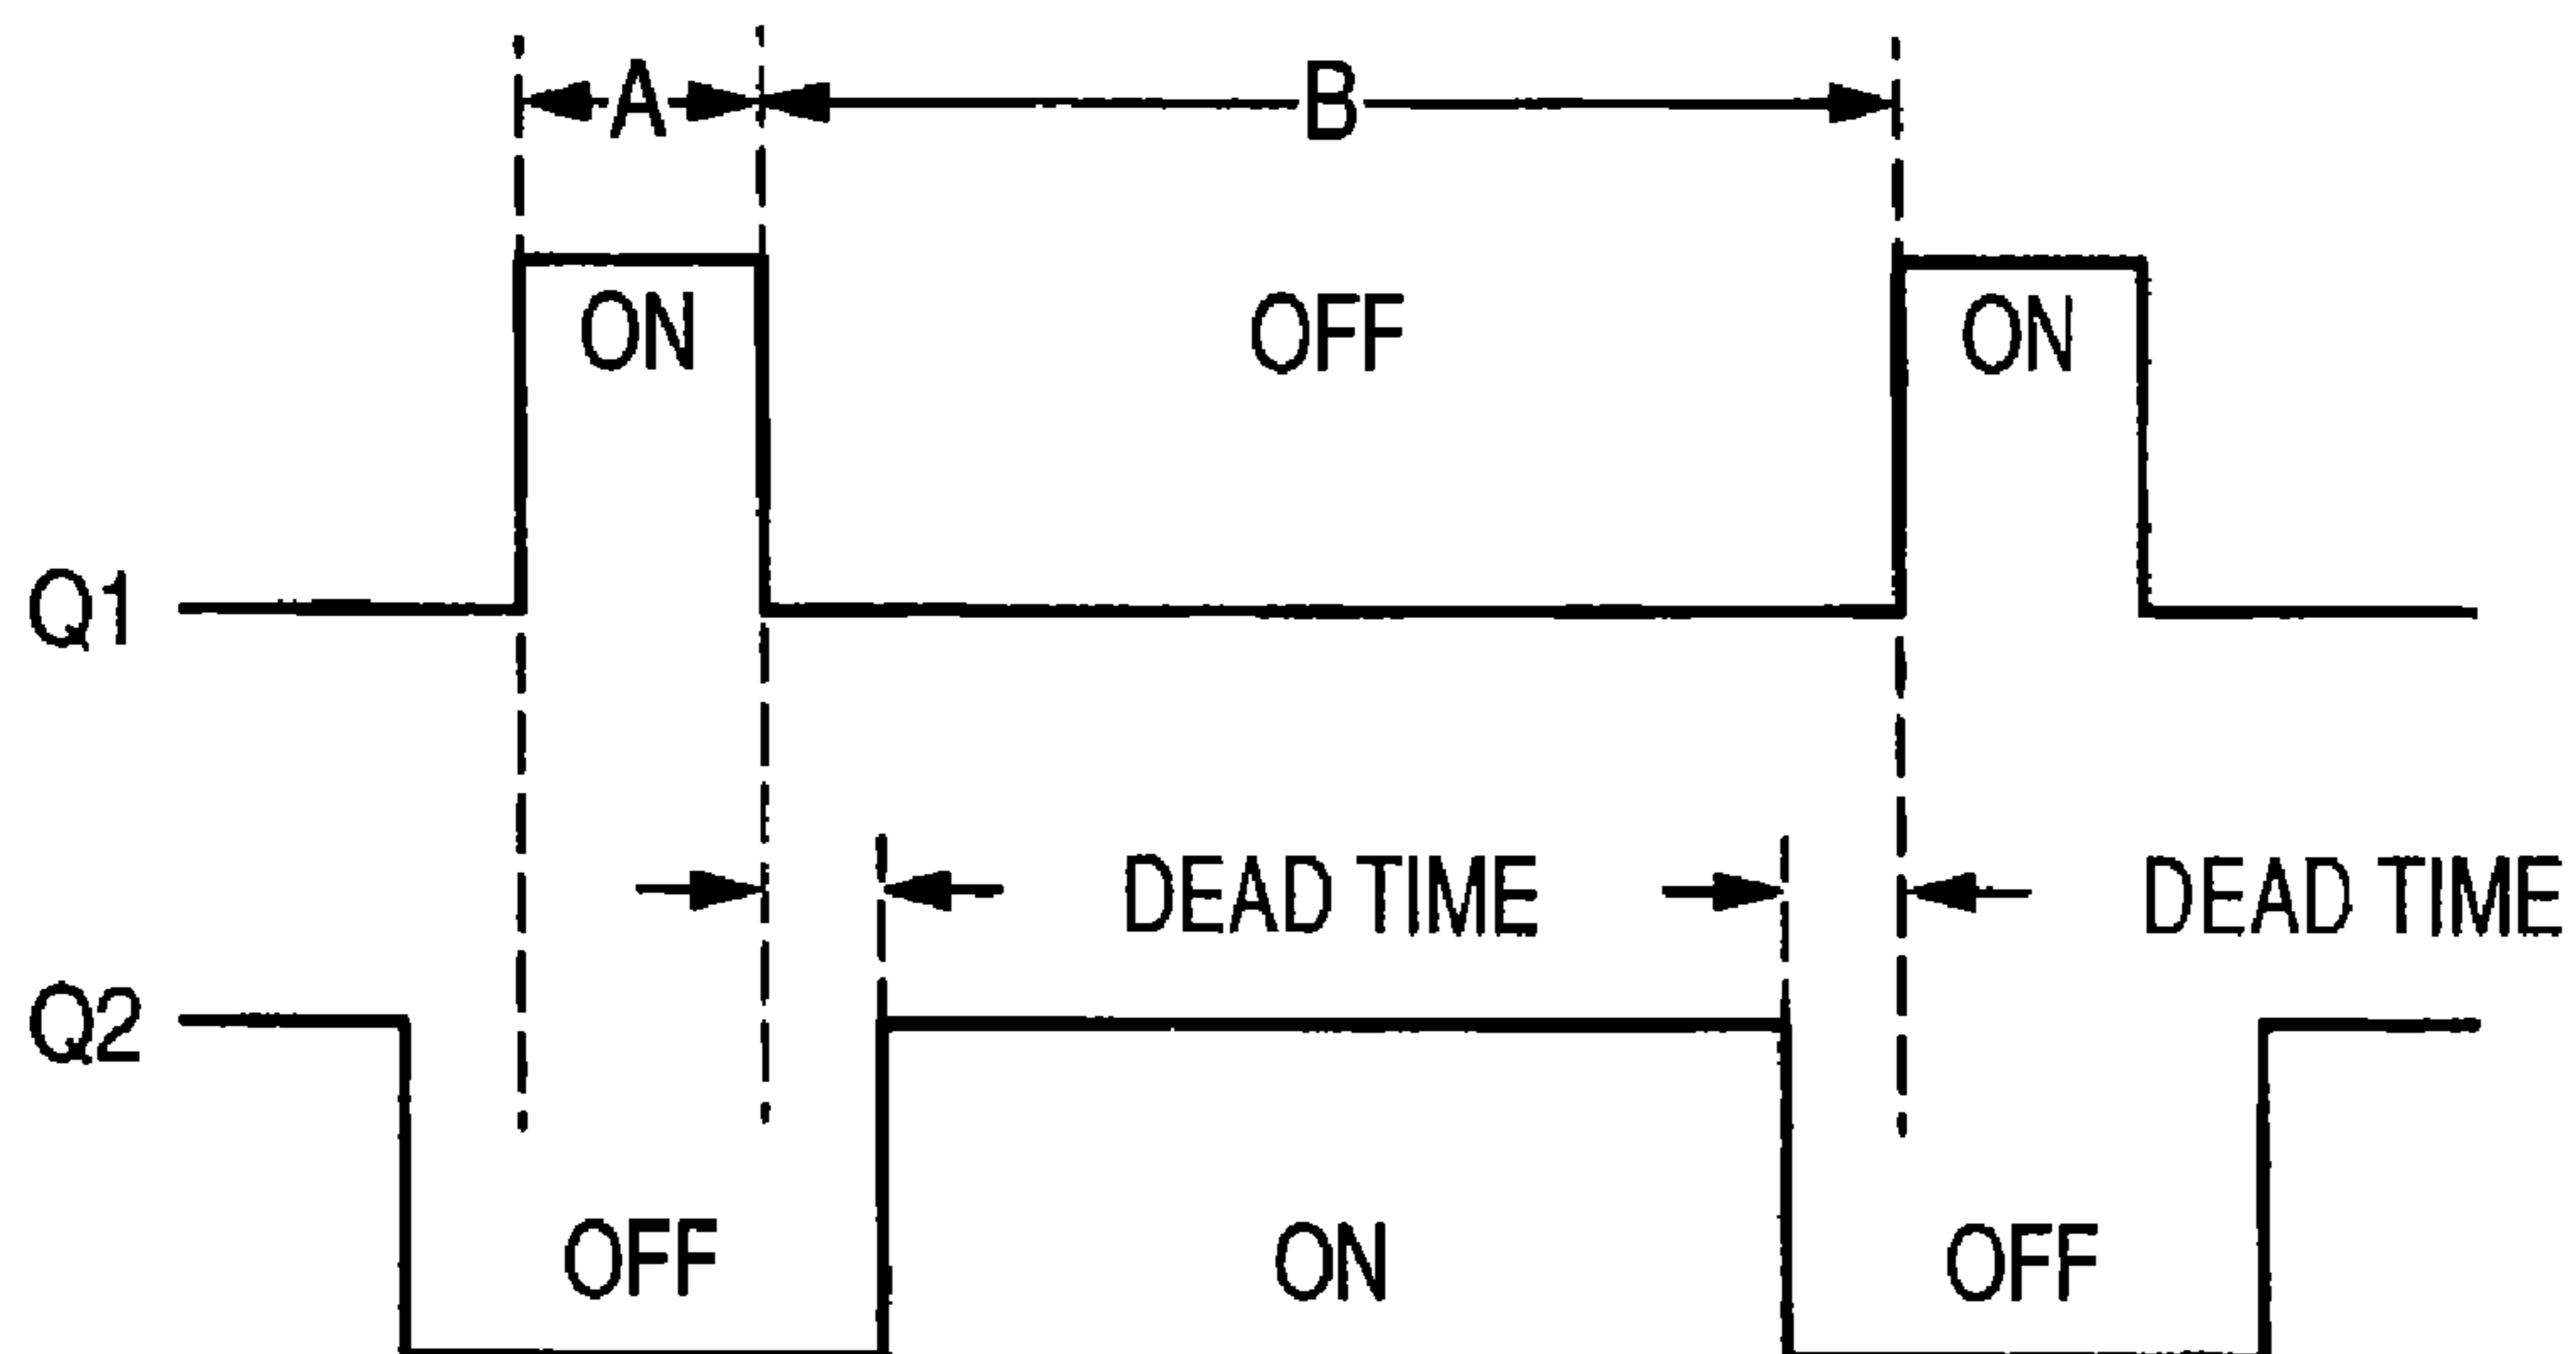 A B
ON OFF ON
Q1
DEAD TIME DEAD TIME
Q2
OFF ON OFF